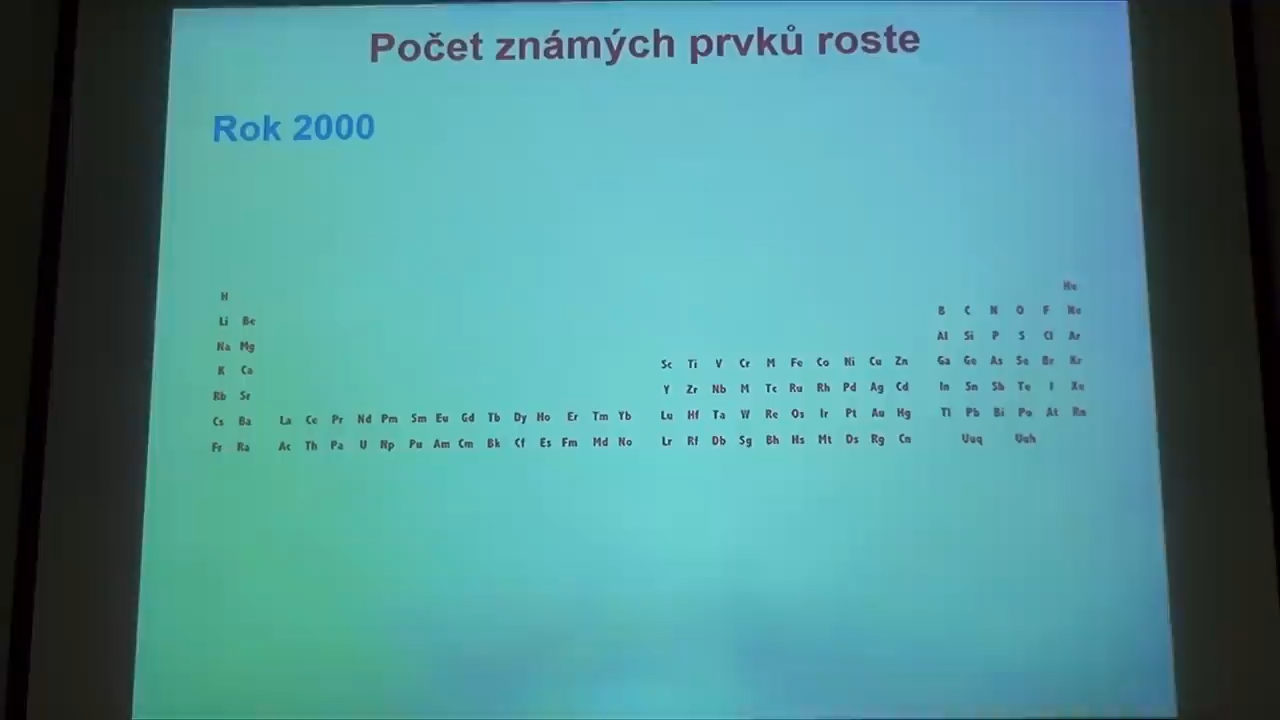 Počet známých prvků roste
Rok 2000
H He
Li Be B C N O F Ne
Na Mg Al Si P S Cl Ar
K Ca Sc Ti V Cr M Fe Co Ni Cu Zn Ga Ge As Se Br Kr
Rb Sr Y Zr Nb M Tc Ru Rh Pd Ag Cd In Sn Sb Te I Xe
Cs Ba La Ce Pr Nd Pm Sm Eu Gd Tb Dy Ho Er Tm Yb Lu Hf Ta W Re Os Ir Pt Au Hg Tl Pb Bi Po At Rn
Fr Ra Ac Th Pa U Np Pu Am Cm Bk Cf Es Fm Md No Lr Rf Db Sg Bh Hs Mt Ds Rg Cn Uuq Uuh